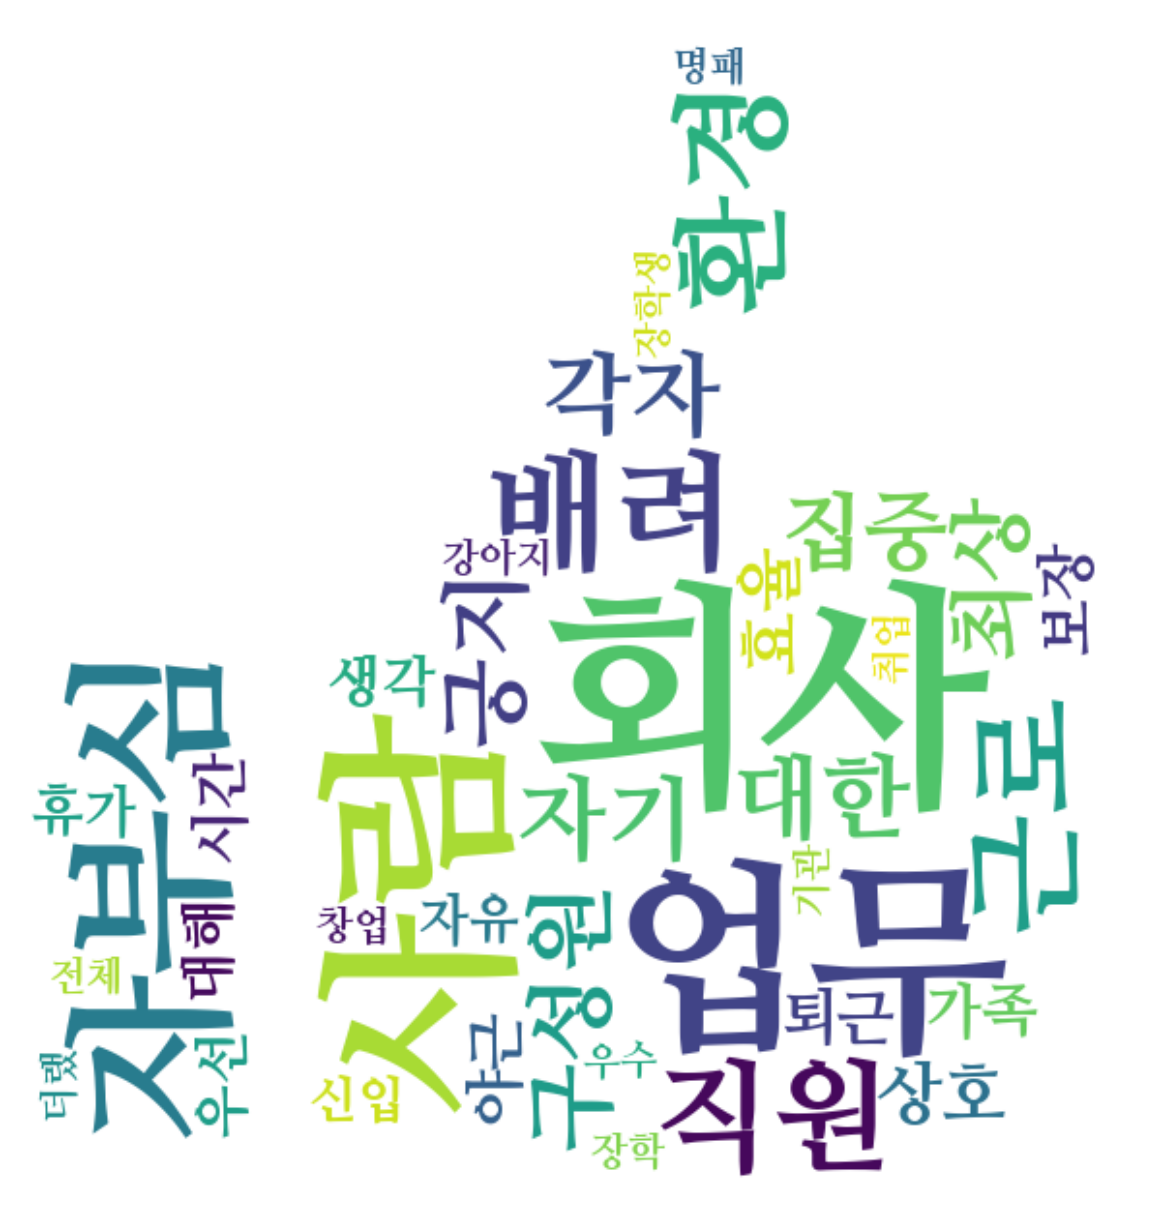 명패
환경
장학생
각자
배려
집중
최상
강아지
효율
보장
긍지
회사
취업
생각
자부심
사람
근로
휴가
시간
자기
대한
기관
업무
창업
자유
구성원
대해
전체
퇴근
가족
더랬
우선
신입
야근
우수
직원
상호
장학